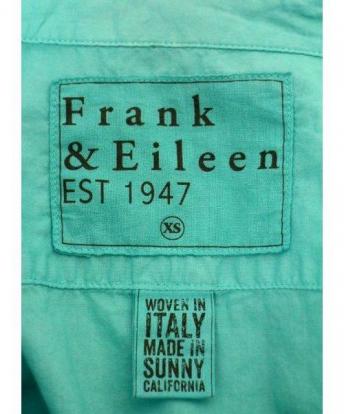 Frank
& Eileen
EST 1947
XS
WOVEN IN
ITALY
MADE IN
SUNNY
CALIFORNIA